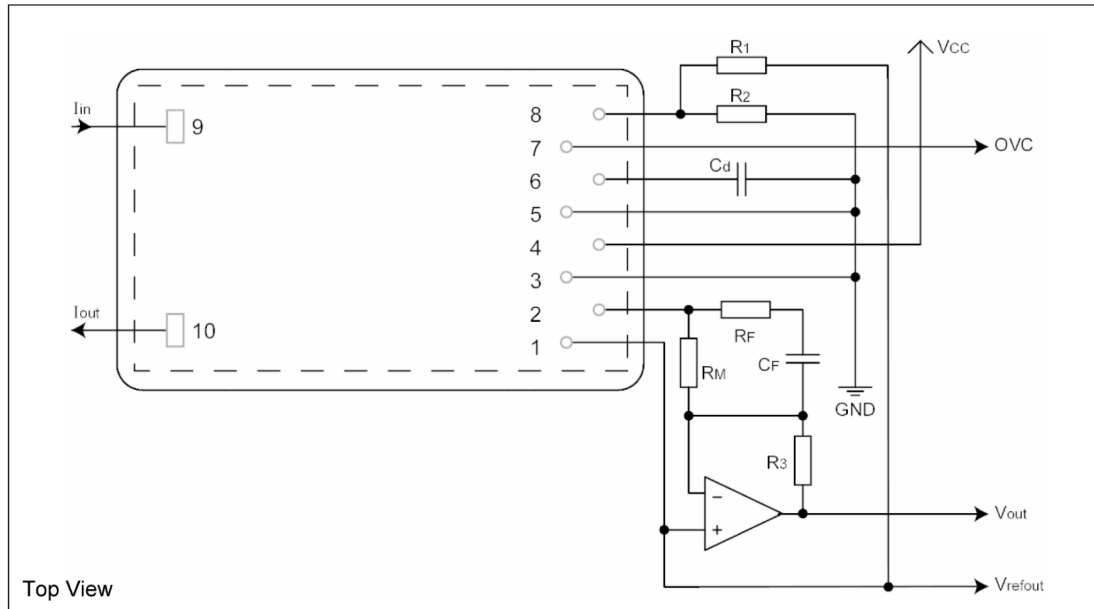 R1
VCC
Iin
9
8
R2
7
OVC
6
Cd
5
4
3
Iout
10
2
RF
1
RM
CF
GND
R3
−
+
Vout
Vrefout
Top View